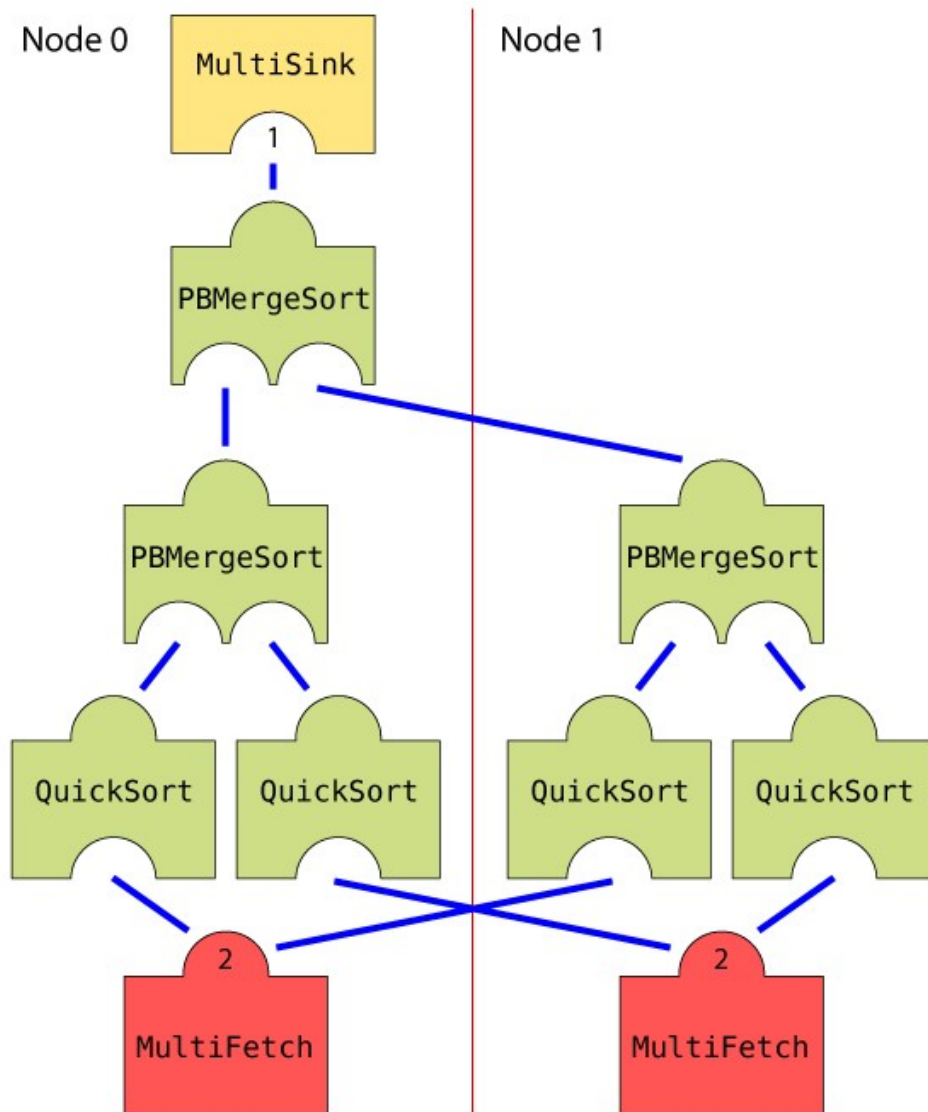 Node 0
Node 1
MultiSink
1
PBMergeSort
PBMergeSort
PBMergeSort
QuickSort
QuickSort
QuickSort
QuickSort
2
2
MultiFetch
MultiFetch